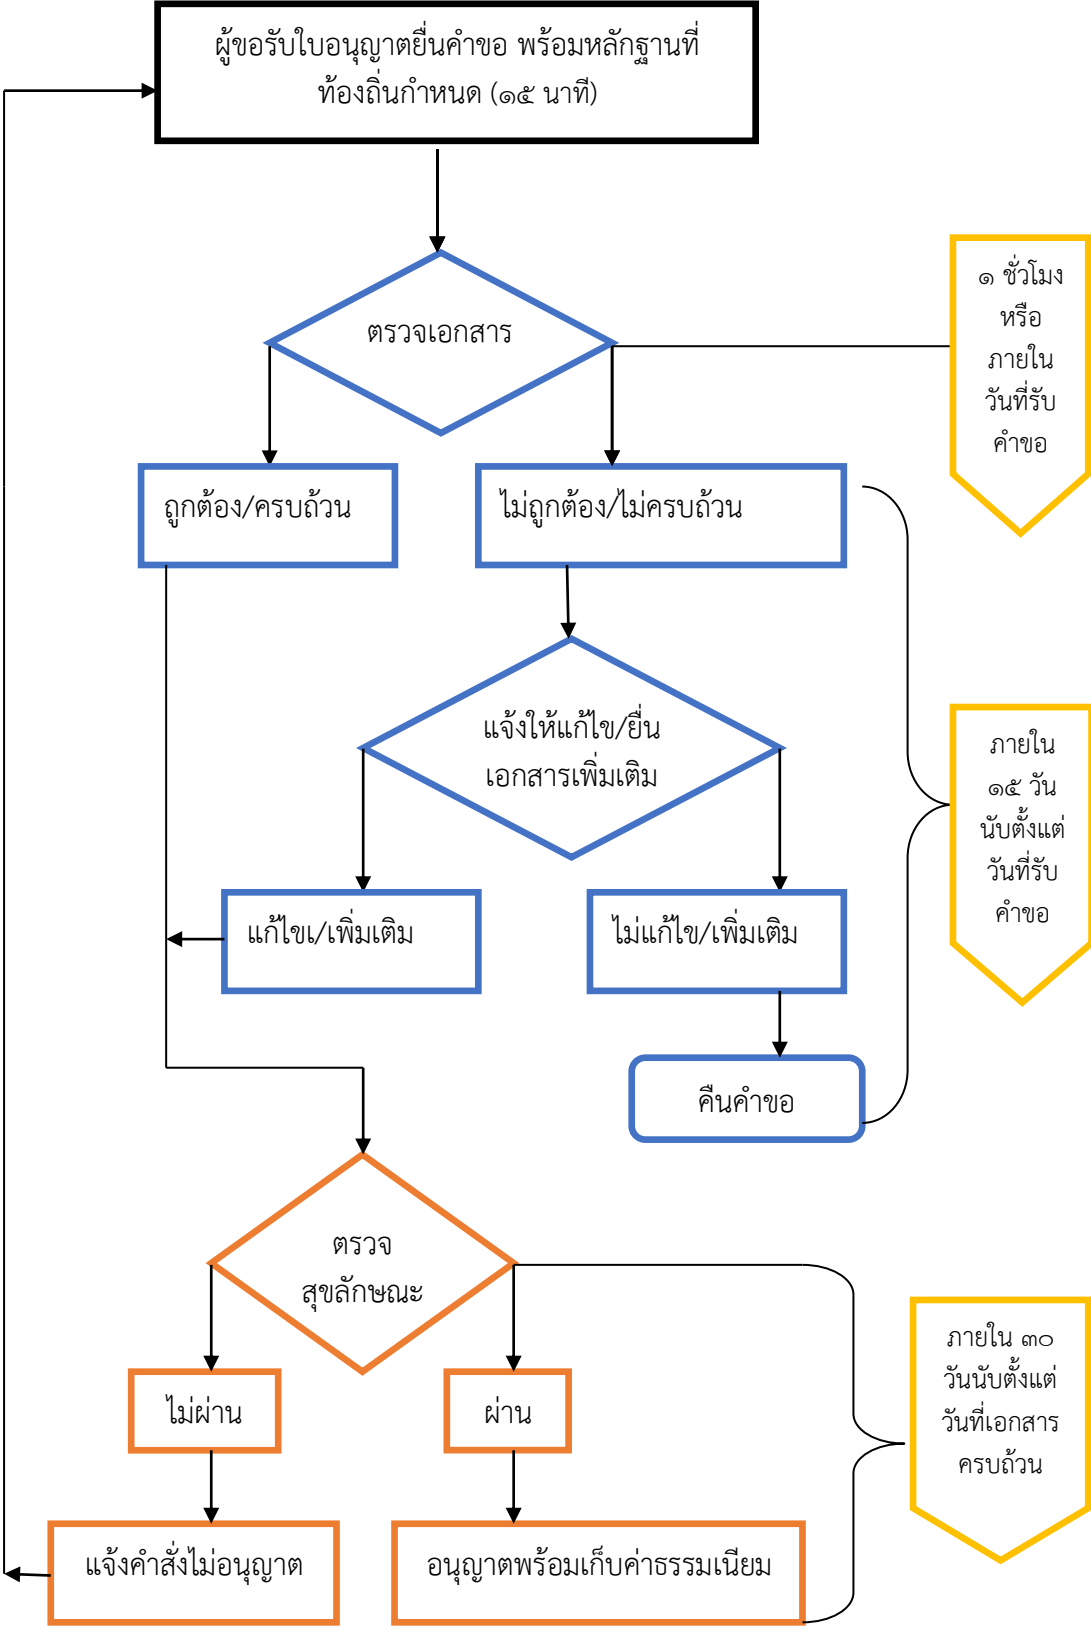 ผู้ขอรับใบอนุญาตยื่นคำขอ พร้อมหลักฐานที่
ท้องถิ่นกำหนด (๑๕ นาที)
ตรวจเอกสาร
๑ ชั่วโมง
หรือ
ภายใน
วันที่รับ
คำขอ
ถูกต้อง/ครบถ้วน
ไม่ถูกต้อง/ไม่ครบถ้วน
แจ้งให้แก้ไข/ยื่น
เอกสารเพิ่มเติม
ภายใน
๑๕ วัน
นับตั้งแต่
วันที่รับ
คำขอ
แก้ไขเ/เพิ่มเติม
ไม่แก้ไข/เพิ่มเติม
คืนคำขอ
ตรวจ
สุขลักษณะ
ภายใน ๓๐
วันนับตั้งแต่
วันที่เอกสาร
ครบถ้วน
ไม่ผ่าน
ผ่าน
แจ้งคำสั่งไม่อนุญาต
อนุญาตพร้อมเก็บค่าธรรมเนียม